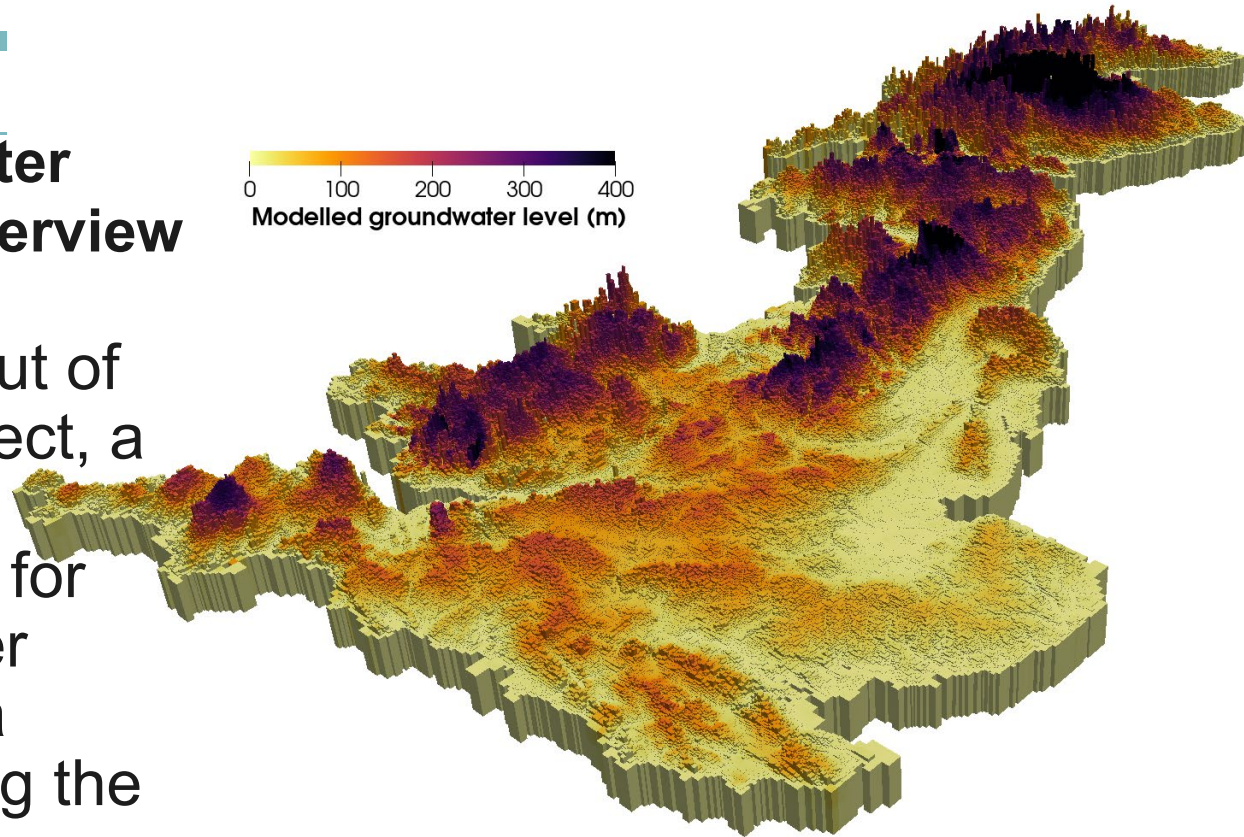 ter
erview
ut of
ect, a
for
er
a
g the
0 100 200 300 400
Modelled groundwater level (m)